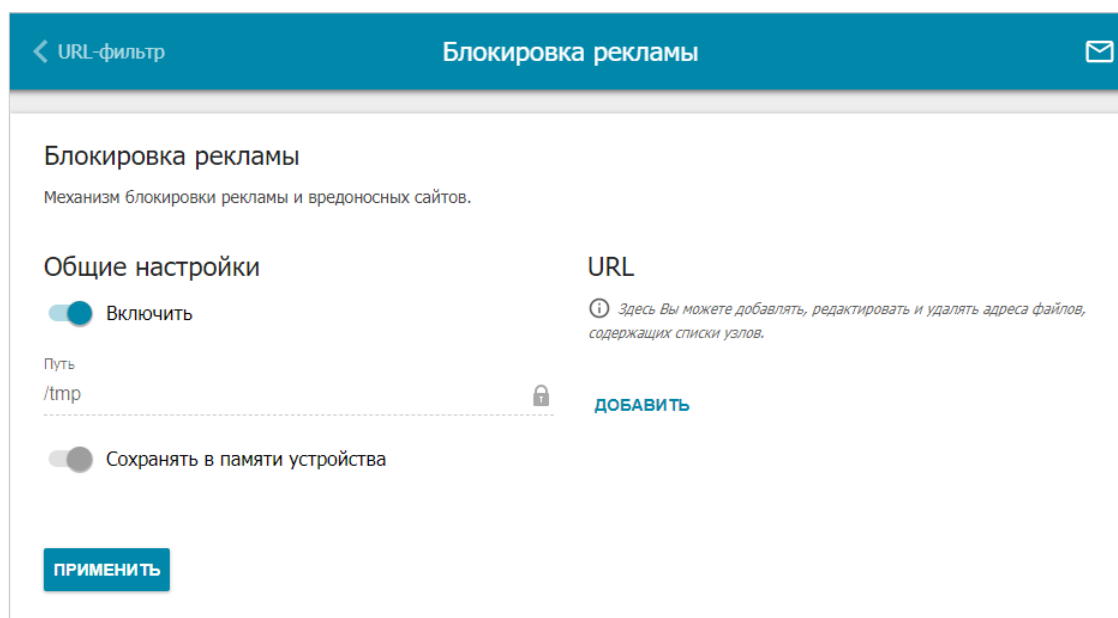 URL-фильтр
Блокировка рекламы
Блокировка рекламы
Механизм блокировки рекламы и вредоносных сайтов.
Общие настройки
Включить
Путь
/tmp
Сохранять в памяти устройства
ПРИМЕНИТЬ
URL
Здесь Вы можете добавлять, редактировать и удалять адреса файлов,
содержащих списки узлов.
ДОБАВИТЬ